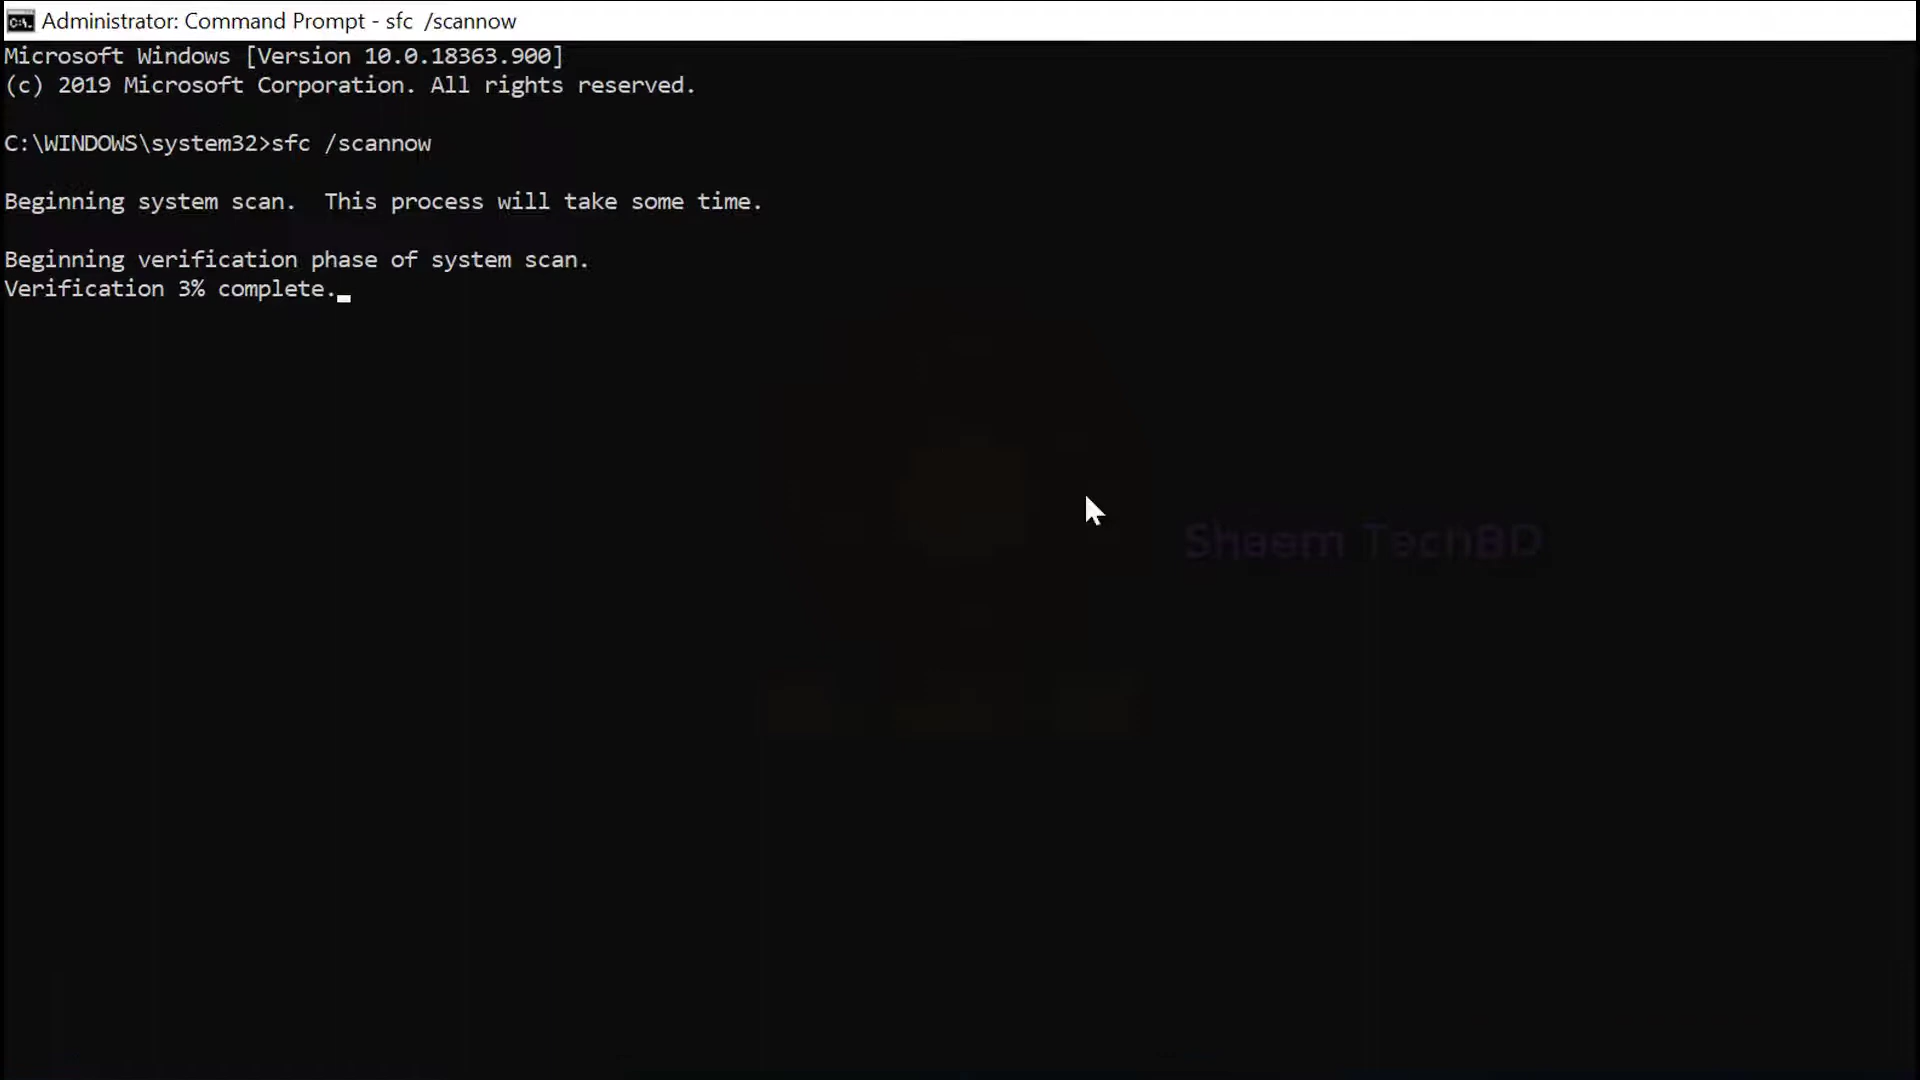 Administrator: Command Prompt - sfc  /scannow
Microsoft Windows [Version 10.0.18363.900]
(c) 2019 Microsoft Corporation. All rights reserved.
C:\WINDOWS\system32>sfc /scannow
Beginning system scan.  This process will take some time.
Beginning verification phase of system scan.
Verification 3% complete.
Sheem TechBD